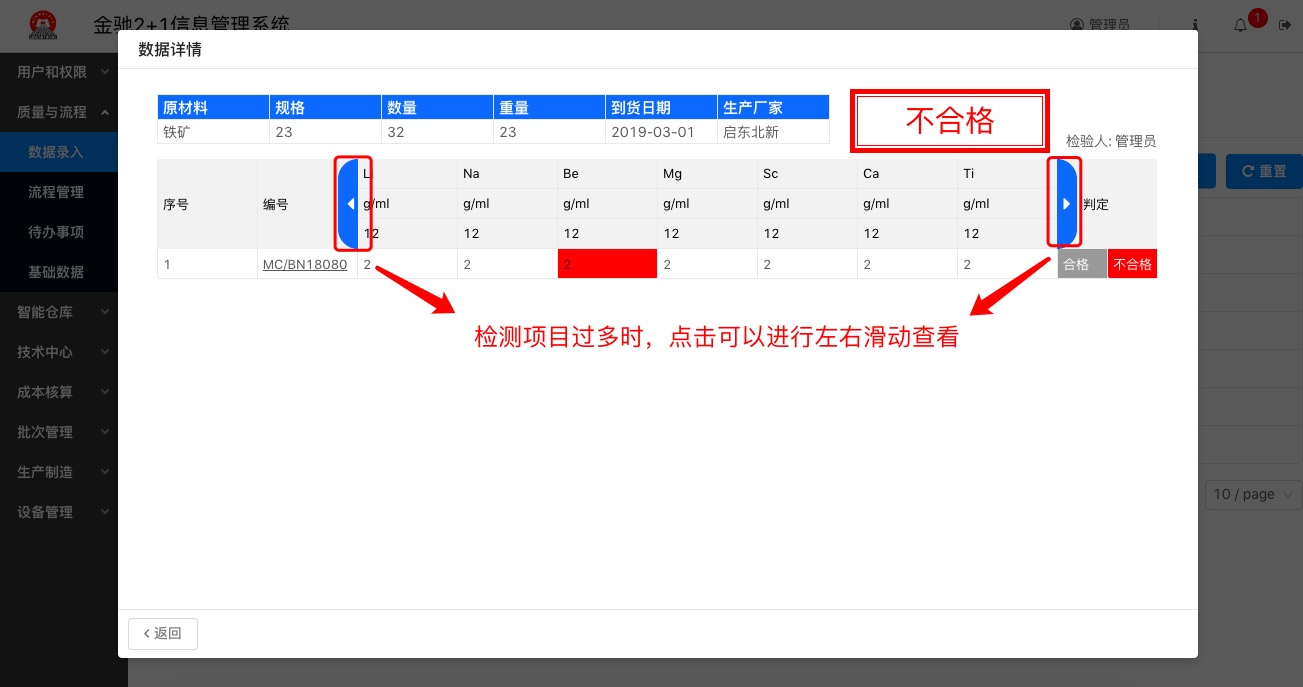 金驰2+1信息管理系统
管理员
1
用户和权限
质量与流程
数据录入
流程管理
待办事项
基础数据
智能仓库
技术中心
成本核算
批次管理
生产制造
设备管理
数据详情
原材料 规格 数量 重量 到货日期 生产厂家
铁矿 23 32 23 2019-03-01 启东北新
不合格
检验人: 管理员
序号 编号 判定
L Na Be Mg Sc Ca Ti
g/ml g/ml g/ml g/ml g/ml g/ml g/ml
12 12 12 12 12 12 12
1 MC/BN18080 2 2 2 2 2 2 2 合格 不合格
检测项目过多时，点击可以进行左右滑动查看
重置
10 / page
返回